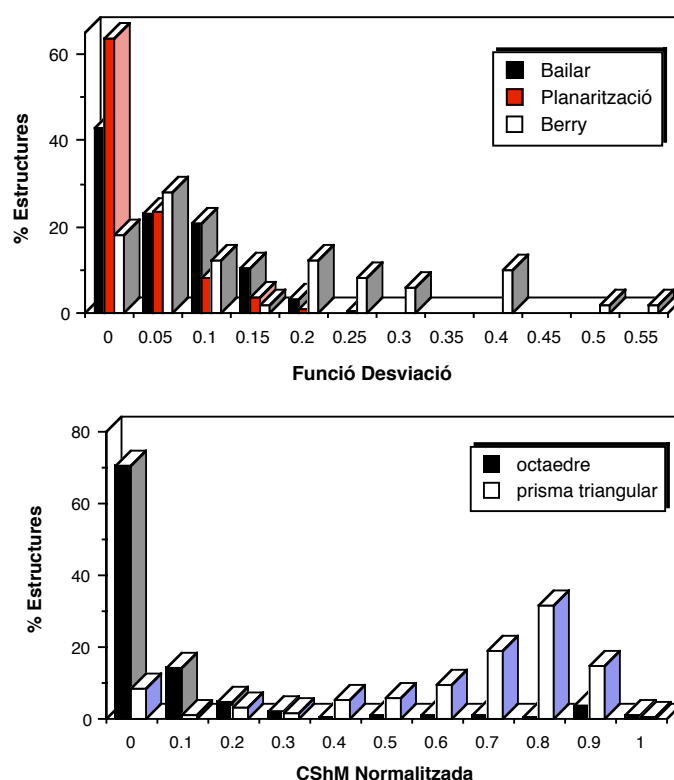 60
40
20
0
% Estructures
Bailar
Planarització
Berry
0 0.05 0.1 0.15 0.2 0.25 0.3 0.35 0.4 0.45 0.5 0.55
Funció Desviació
80
60
40
20
0
% Estructures
octaedre
prisma triangular
0 0.1 0.2 0.3 0.4 0.5 0.6 0.7 0.8 0.9 1
CShM Normalitzada